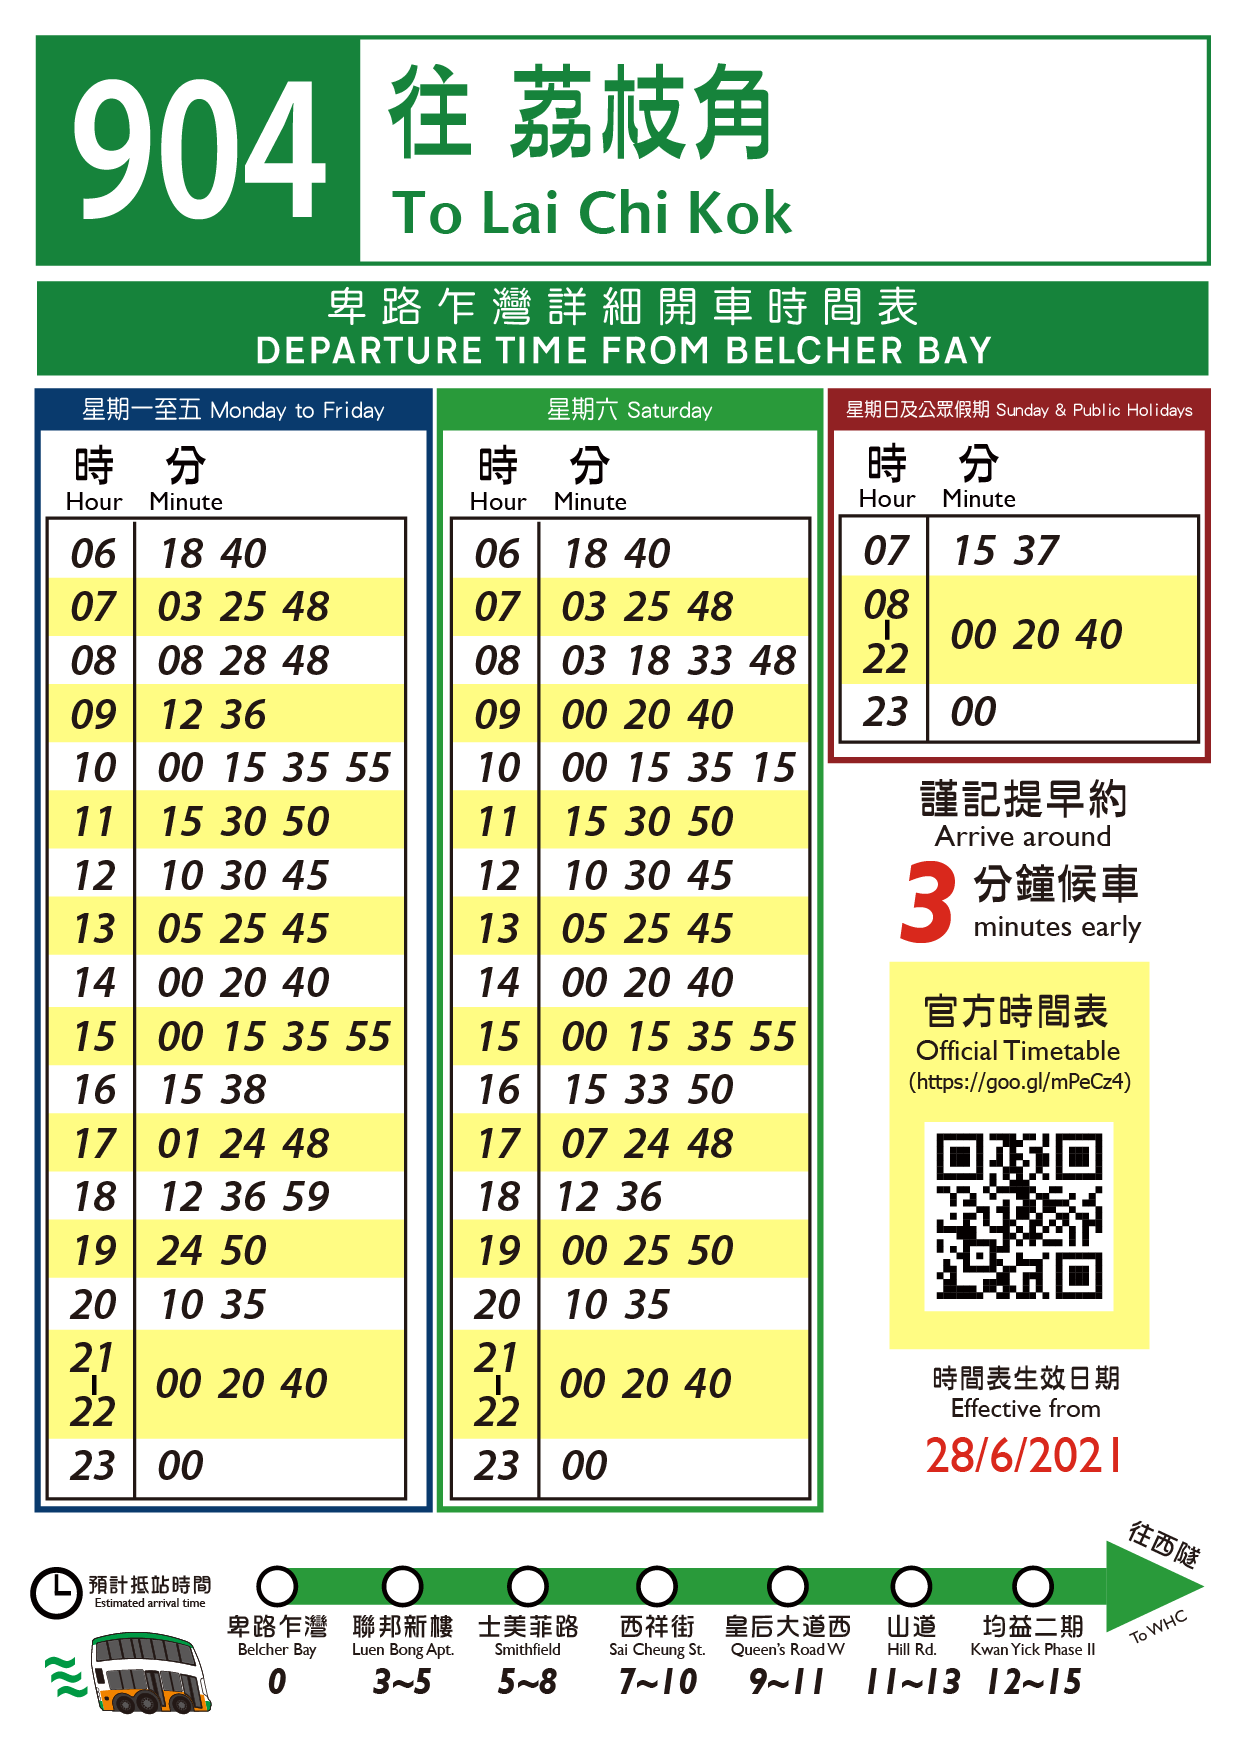 904
往 荔枝角
To Lai Chi Kok
卑路乍灣詳細開車時間表
DEPARTURE TIME FROM BELCHER BAY
星期一至五 Monday to Friday
時 分
Hour Minute
06 18 40
07 03 25 48
08 08 28 48
09 12 36
10 00 15 35 55
11 15 30 50
12 10 30 45
13 05 25 45
14 00 20 40
15 00 15 35 55
16 15 38
17 01 24 48
18 12 36 59
19 24 50
20 10 35
21
22
00 20 40
23 00
星期六 Saturday
時 分
Hour Minute
06 18 40
07 03 25 48
08 03 18 33 48
09 00 20 40
10 00 15 35 15
11 15 30 50
12 10 30 45
13 05 25 45
14 00 20 40
15 00 15 35 55
16 15 33 50
17 07 24 48
18 12 36
19 00 25 50
20 10 35
21
22
00 20 40
23 00
星期日及公眾假期 Sunday & Public Holidays
時 分
Hour Minute
07 15 37
08
22
00 20 40
23 00
謹記提早約
Arrive around
3 分鐘候車
minutes early
官方時間表
Official Timetable
(https://goo.gl/mPeCz4)
時間表生效日期
Effective from
28/6/2021
預計抵站時間
Estimated arrival time
卑路乍灣
Belcher Bay
0
聯邦新樓
Luen Bong Apt.
3~5
士美菲路
Smithfield
5~8
西祥街
Sai Cheung St.
7~10
皇后大道西
Queen's Road W
9~11
山道
Hill Rd.
11~13
均益二期
Kwan Yick Phase II
12~15
往西隧
To WHC